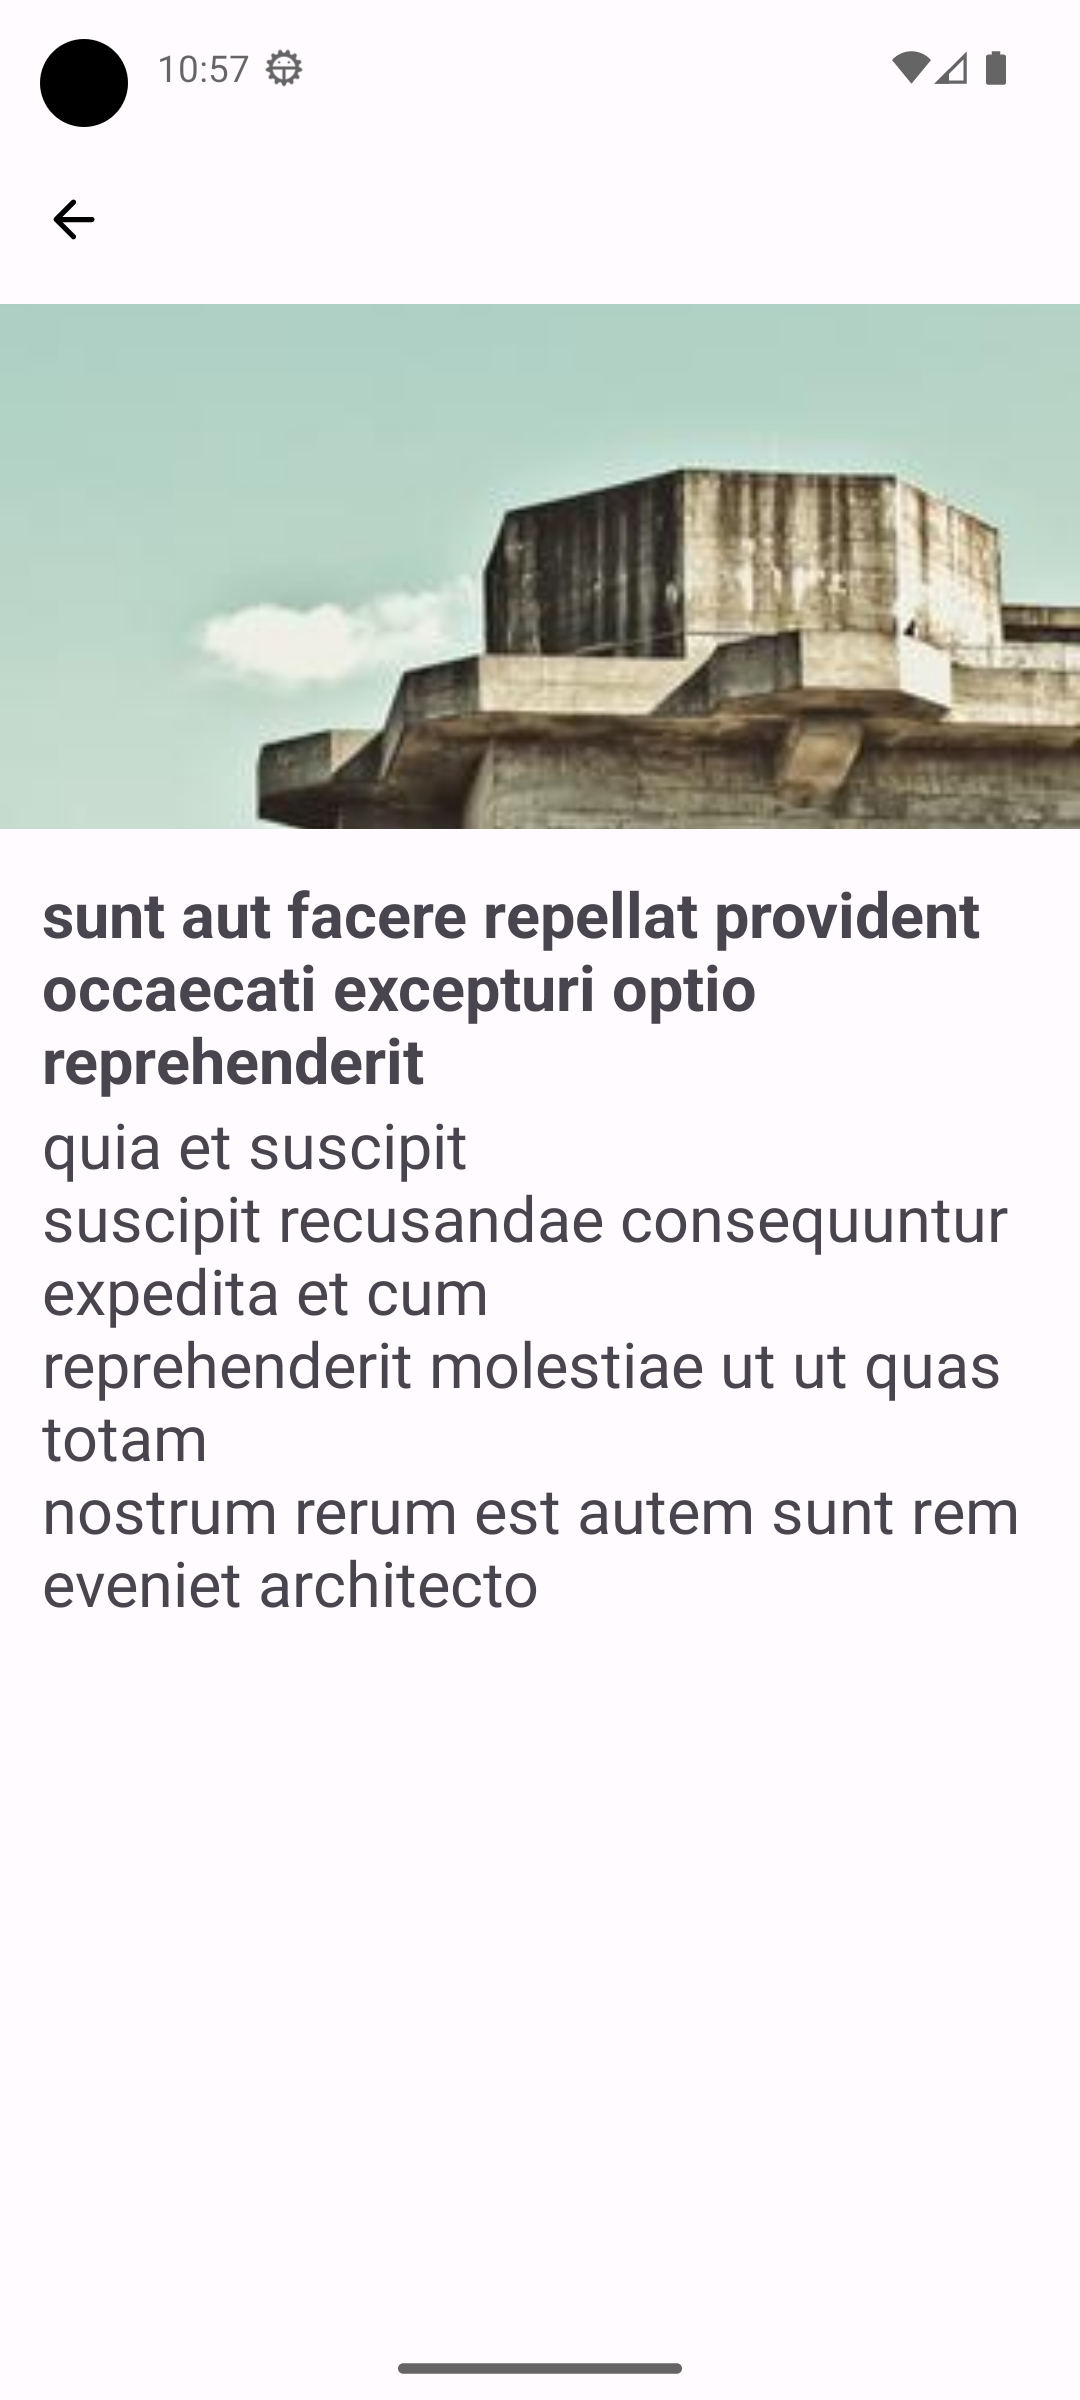 10:57
sunt aut facere repellat provident
occaecati excepturi optio
reprehenderit
quia et suscipit
suscipit recusandae consequuntur
expedita et cum
reprehenderit molestiae ut ut quas
totam
nostrum rerum est autem sunt rem
eveniet architecto